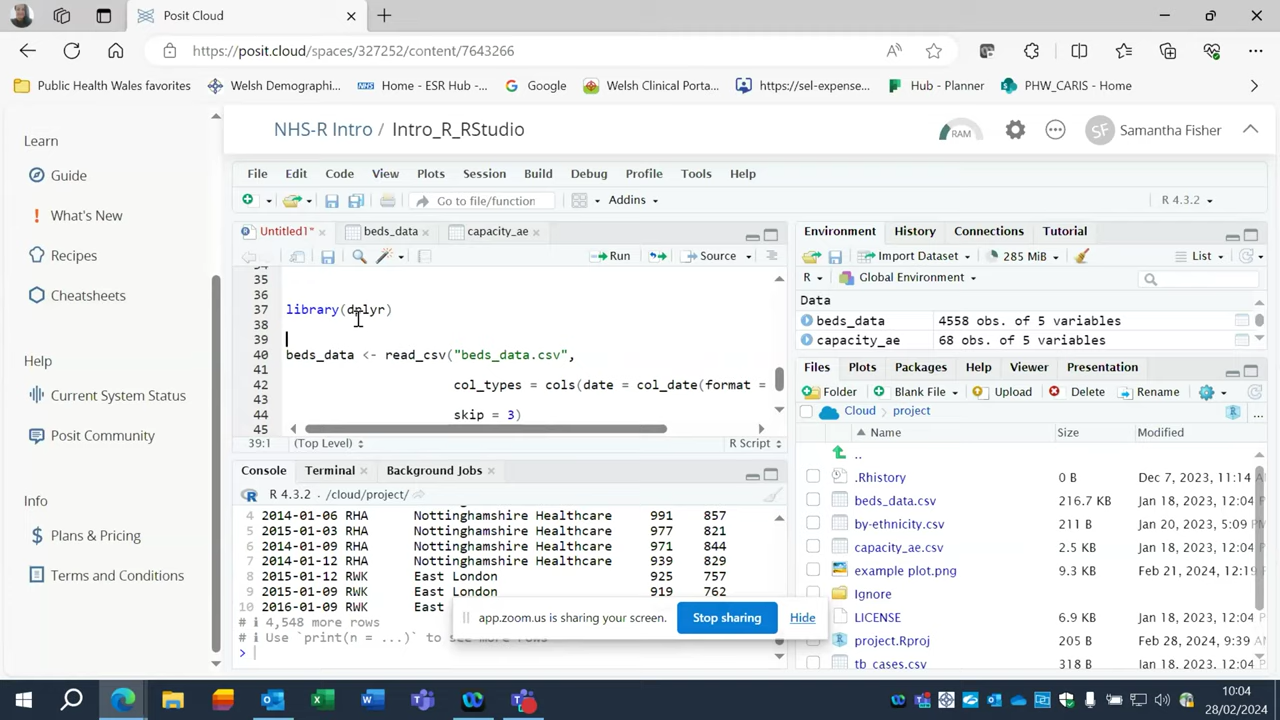 Posit Cloud
https://posit.cloud/spaces/327252/content/7643266
Public Health Wales favorites
Welsh Demographi...
Home - ESR Hub -...
Google
Welsh Clinical Porta...
https://sel-expense...
Hub - Planner
PHW_CARIS - Home
Learn
Guide
What's New
Recipes
Cheatsheets
Help
Current System Status
Posit Community
Info
Plans & Pricing
Terms and Conditions
NHS-R Intro / Intro_R_RStudio
RAM
SF
Samantha Fisher
File Edit Code View Plots Session Build Debug Profile Tools Help
Go to file/function
Addins
R 4.3.2
Untitled1*
beds_data
capacity_ae
Run
Source
35
36
37 library(dplyr)
38
39
40 beds_data <- read_csv("beds_data.csv",
41
42 col_types = cols(date = col_date(format =
43
44 skip = 3)
45
39:1 (Top Level) R Script
Console Terminal Background Jobs
R 4.3.2 . /cloud/project/
4 2014-01-06 RHA Nottinghamshire Healthcare 991 857
5 2015-01-03 RHA Nottinghamshire Healthcare 977 821
6 2014-01-09 RHA Nottinghamshire Healthcare 971 844
7 2014-01-12 RHA Nottinghamshire Healthcare 939 829
8 2015-01-12 RWK East London 925 757
9 2015-01-09 RWK East London 919 762
10 2016-01-09 RWK East
# ℹ 4,548 more rows
# ℹ Use `print(n = ...)` to see more rows
>
app.zoom.us is sharing your screen.
Stop sharing
Hide
Environment History Connections Tutorial
Import Dataset
285 MiB
List
R
Global Environment
Data
beds_data 4558 obs. of 5 variables
capacity_ae 68 obs. of 5 variables
Files Plots Packages Help Viewer Presentation
Folder Blank File Upload Delete Rename
Cloud project ...
Name Size Modified
..
.Rhistory 0 B Dec 7, 2023, 11:14
beds_data.csv 216.7 KB Jan 18, 2023, 12:04
by-ethnicity.csv 211 B Jan 20, 2023, 5:09
capacity_ae.csv 2.5 KB Jan 18, 2023, 12:04
example plot.png 9.3 KB Feb 21, 2024, 12:19
Ignore
LICENSE 6.9 KB Jan 18, 2023, 12:04
project.Rproj 205 B Feb 28, 2024, 9:39
tb_cases.csv 318 B Jan 18, 2023, 12:04
10:04
28/02/2024